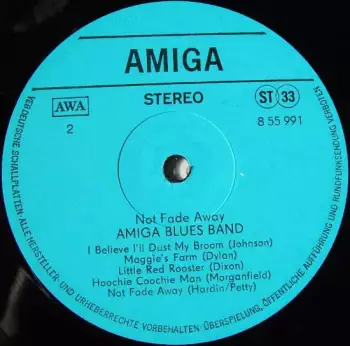 AMIGA
AWA
STEREO
ST 33
2
8 55 991
Not Fade Away
AMIGA BLUES BAND
I Believe I'll Dust My Broom (Johnson)
Maggie's Farm (Dylan)
Little Red Rooster (Dixon)
Hoochie Coochie Man (Morganfield)
Not Fade Away (Hardin/Petty)
VEB DEUTSCHE SCHALLPLATTEN · ALLE HERSTELLER- UND URHEBERRECHTE VORBEHALTEN · ÜBERSPIELUNG, ÖFFENTLICHE AUFFÜHRUNG UND RUNDFUNKSENDUNG VERBOTEN